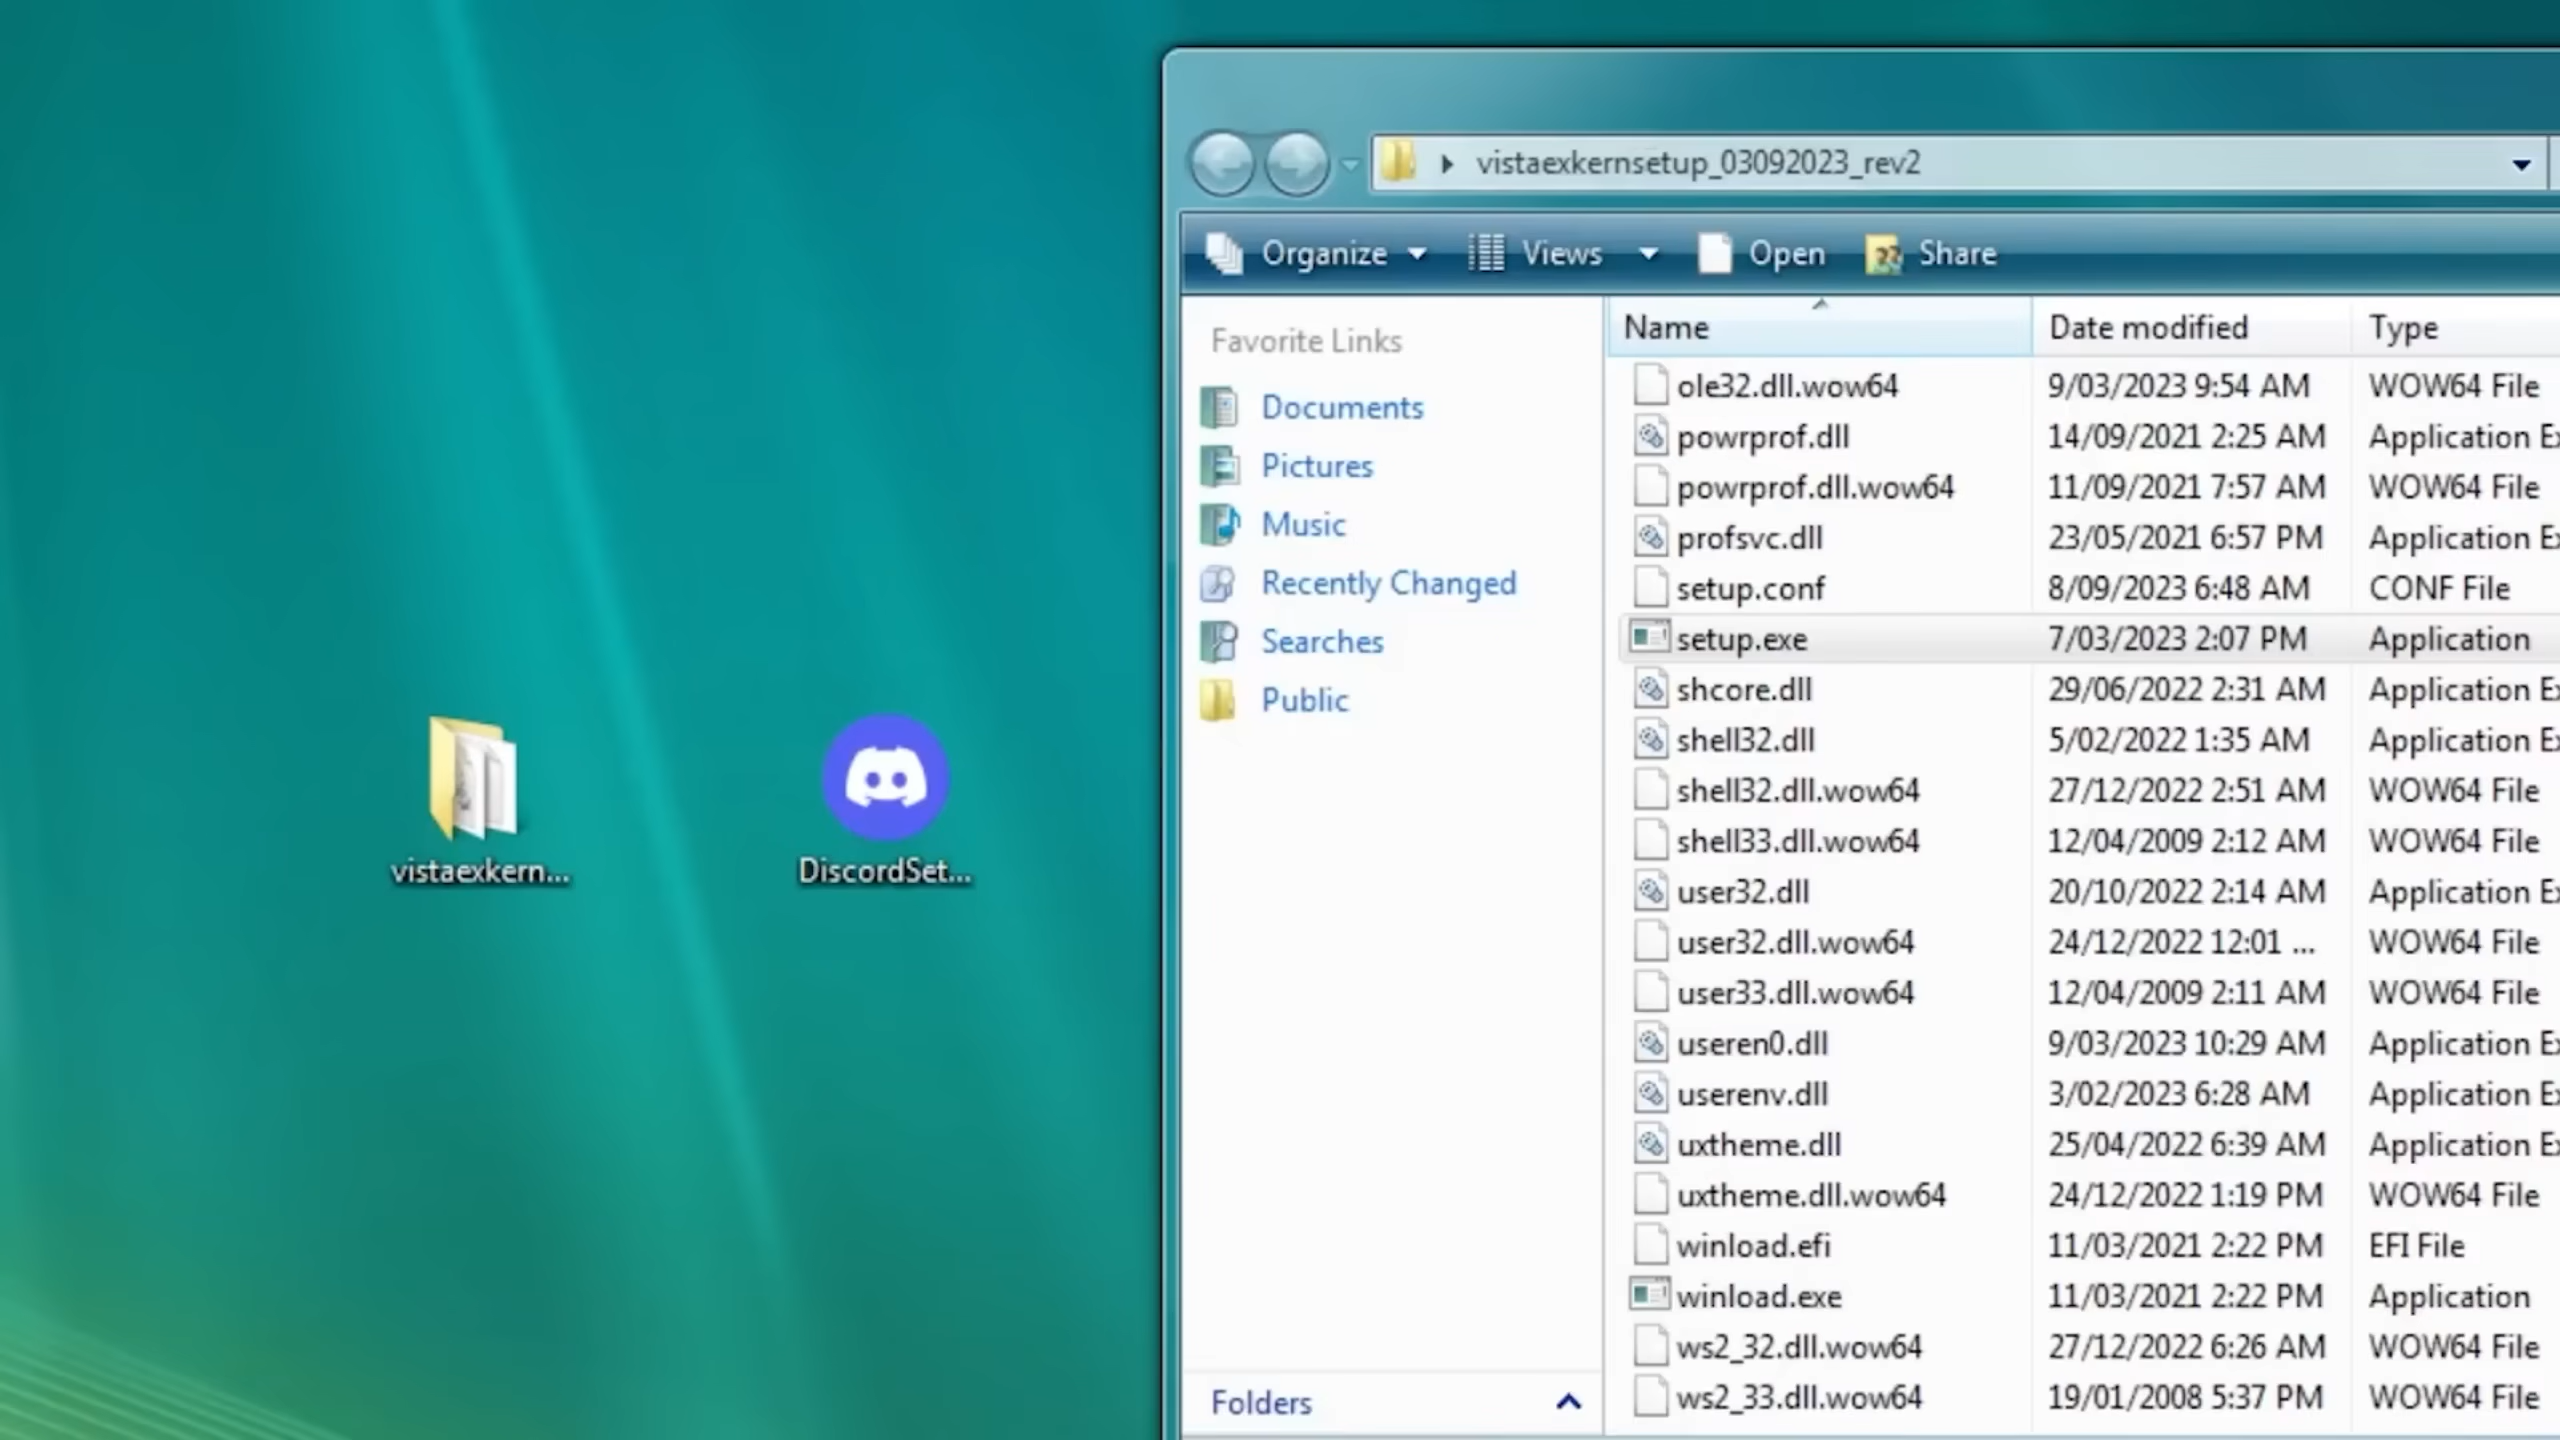 vistaexkernsetup_03092023_rev2
Organize Views Open Share
Favorite Links
Documents
Pictures
Music
Recently Changed
Searches
Public
Folders
Name Date modified Type
ole32.dll.wow64 9/03/2023 9:54 AM WOW64 File
powrprof.dll 14/09/2021 2:25 AM Application Ex
powrprof.dll.wow64 11/09/2021 7:57 AM WOW64 File
profsvc.dll 23/05/2021 6:57 PM Application Ex
setup.conf 8/09/2023 6:48 AM CONF File
setup.exe 7/03/2023 2:07 PM Application
shcore.dll 29/06/2022 2:31 AM Application Ex
shell32.dll 5/02/2022 1:35 AM Application Ex
shell32.dll.wow64 27/12/2022 2:51 AM WOW64 File
shell33.dll.wow64 12/04/2009 2:12 AM WOW64 File
user32.dll 20/10/2022 2:14 AM Application Ex
user32.dll.wow64 24/12/2022 12:01 ... WOW64 File
user33.dll.wow64 12/04/2009 2:11 AM WOW64 File
useren0.dll 9/03/2023 10:29 AM Application Ex
userenv.dll 3/02/2023 6:28 AM Application Ex
uxtheme.dll 25/04/2022 6:39 AM Application Ex
uxtheme.dll.wow64 24/12/2022 1:19 PM WOW64 File
winload.efi 11/03/2021 2:22 PM EFI File
winload.exe 11/03/2021 2:22 PM Application
ws2_32.dll.wow64 27/12/2022 6:26 AM WOW64 File
ws2_33.dll.wow64 19/01/2008 5:37 PM WOW64 File
vistaexkern...
DiscordSet...